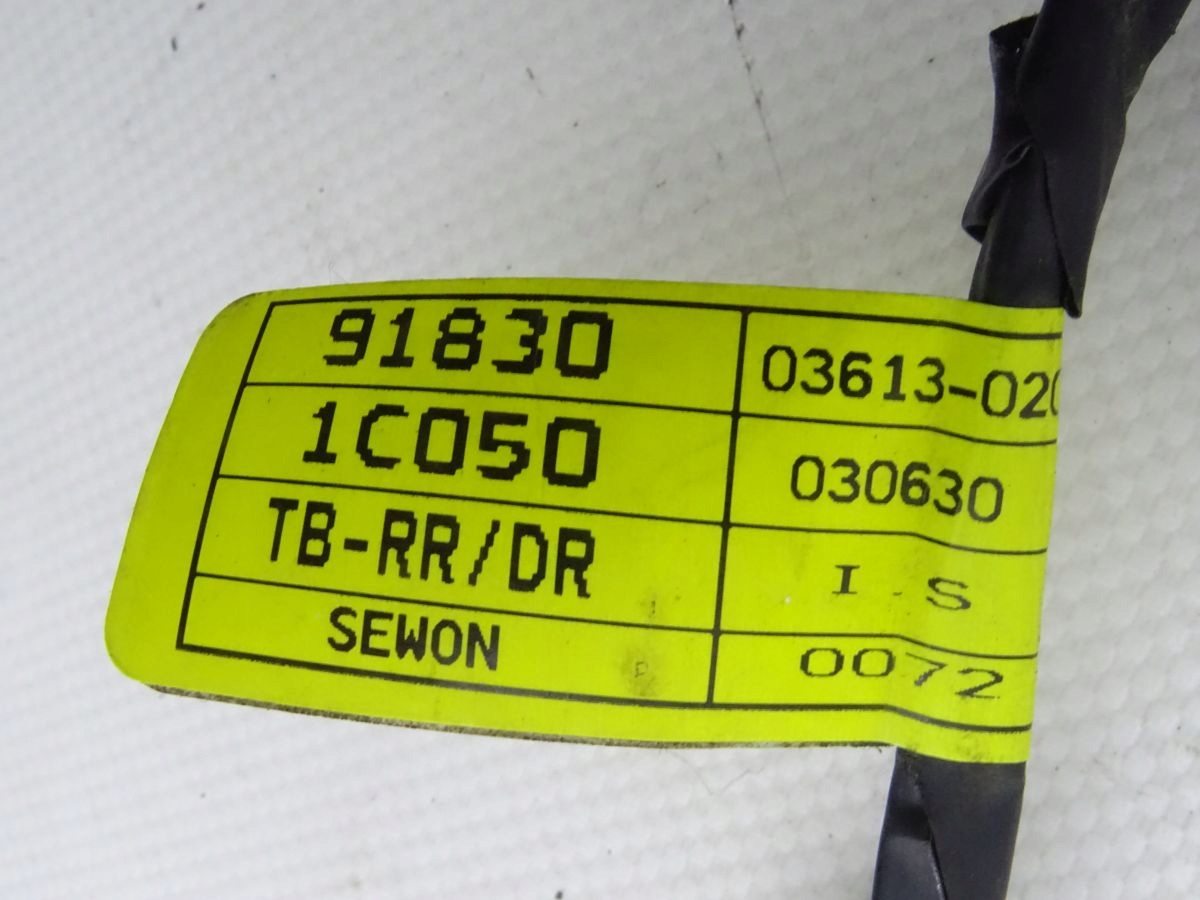 91830 03613-020
1C050 030630
TB-RR/DR I S
SEWON 0072